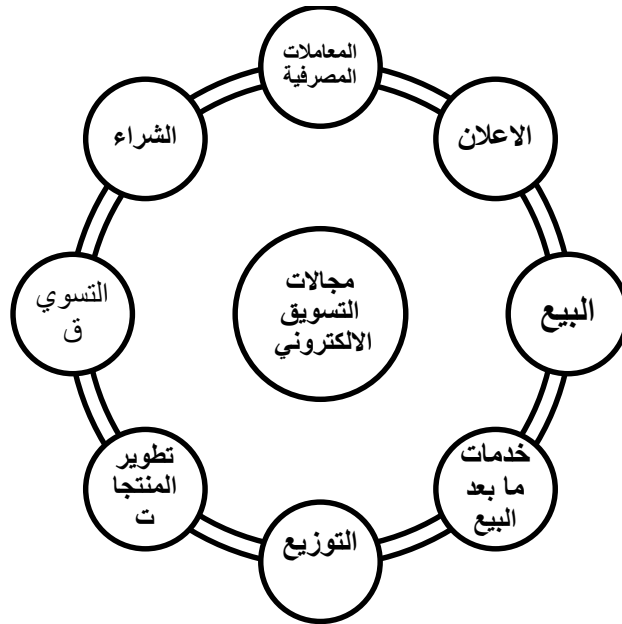 المعاملات
المصرفية
الاعلان
البيع
خدمات
ما بعد
البيع
التوزيع
تطوير
المنتجا
ت
التسوي
ق
الشراء
مجالات
التسويق
الالكتروني